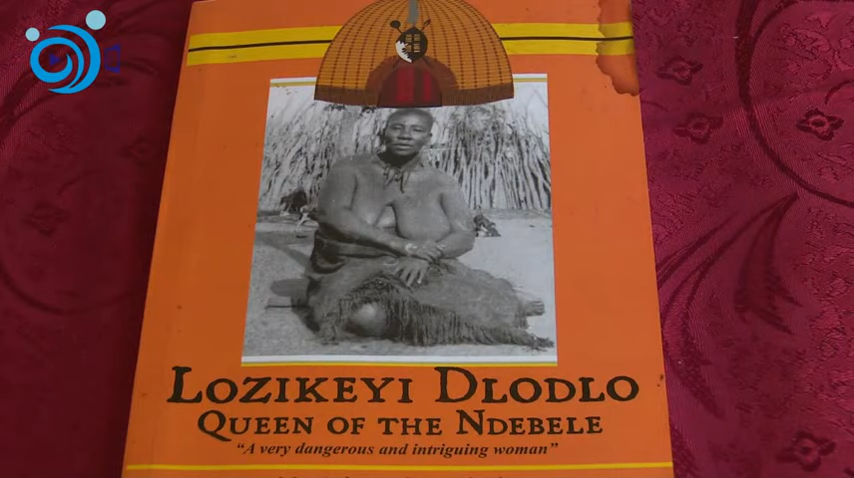 LOZIKEYI DLODLO
QUEEN OF THE NDEBELE
"A very dangerous and intriguing woman"